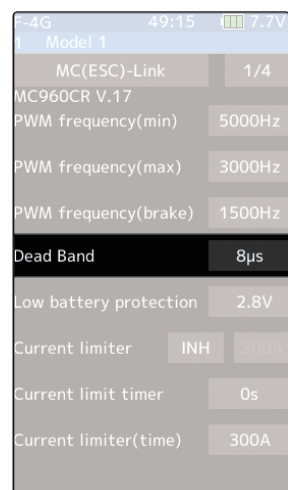 F-4G 49:15 7.7V
1 Model 1
MC(ESC)-Link 1/4
MC960CR V.17
PWM frequency(min) 5000Hz
PWM frequency(max) 3000Hz
PWM frequency(brake) 1500Hz
Dead Band 8µs
Low battery protection 2.8V
Current limiter INH 300A
Current limit timer 0s
Current limiter(time) 300A